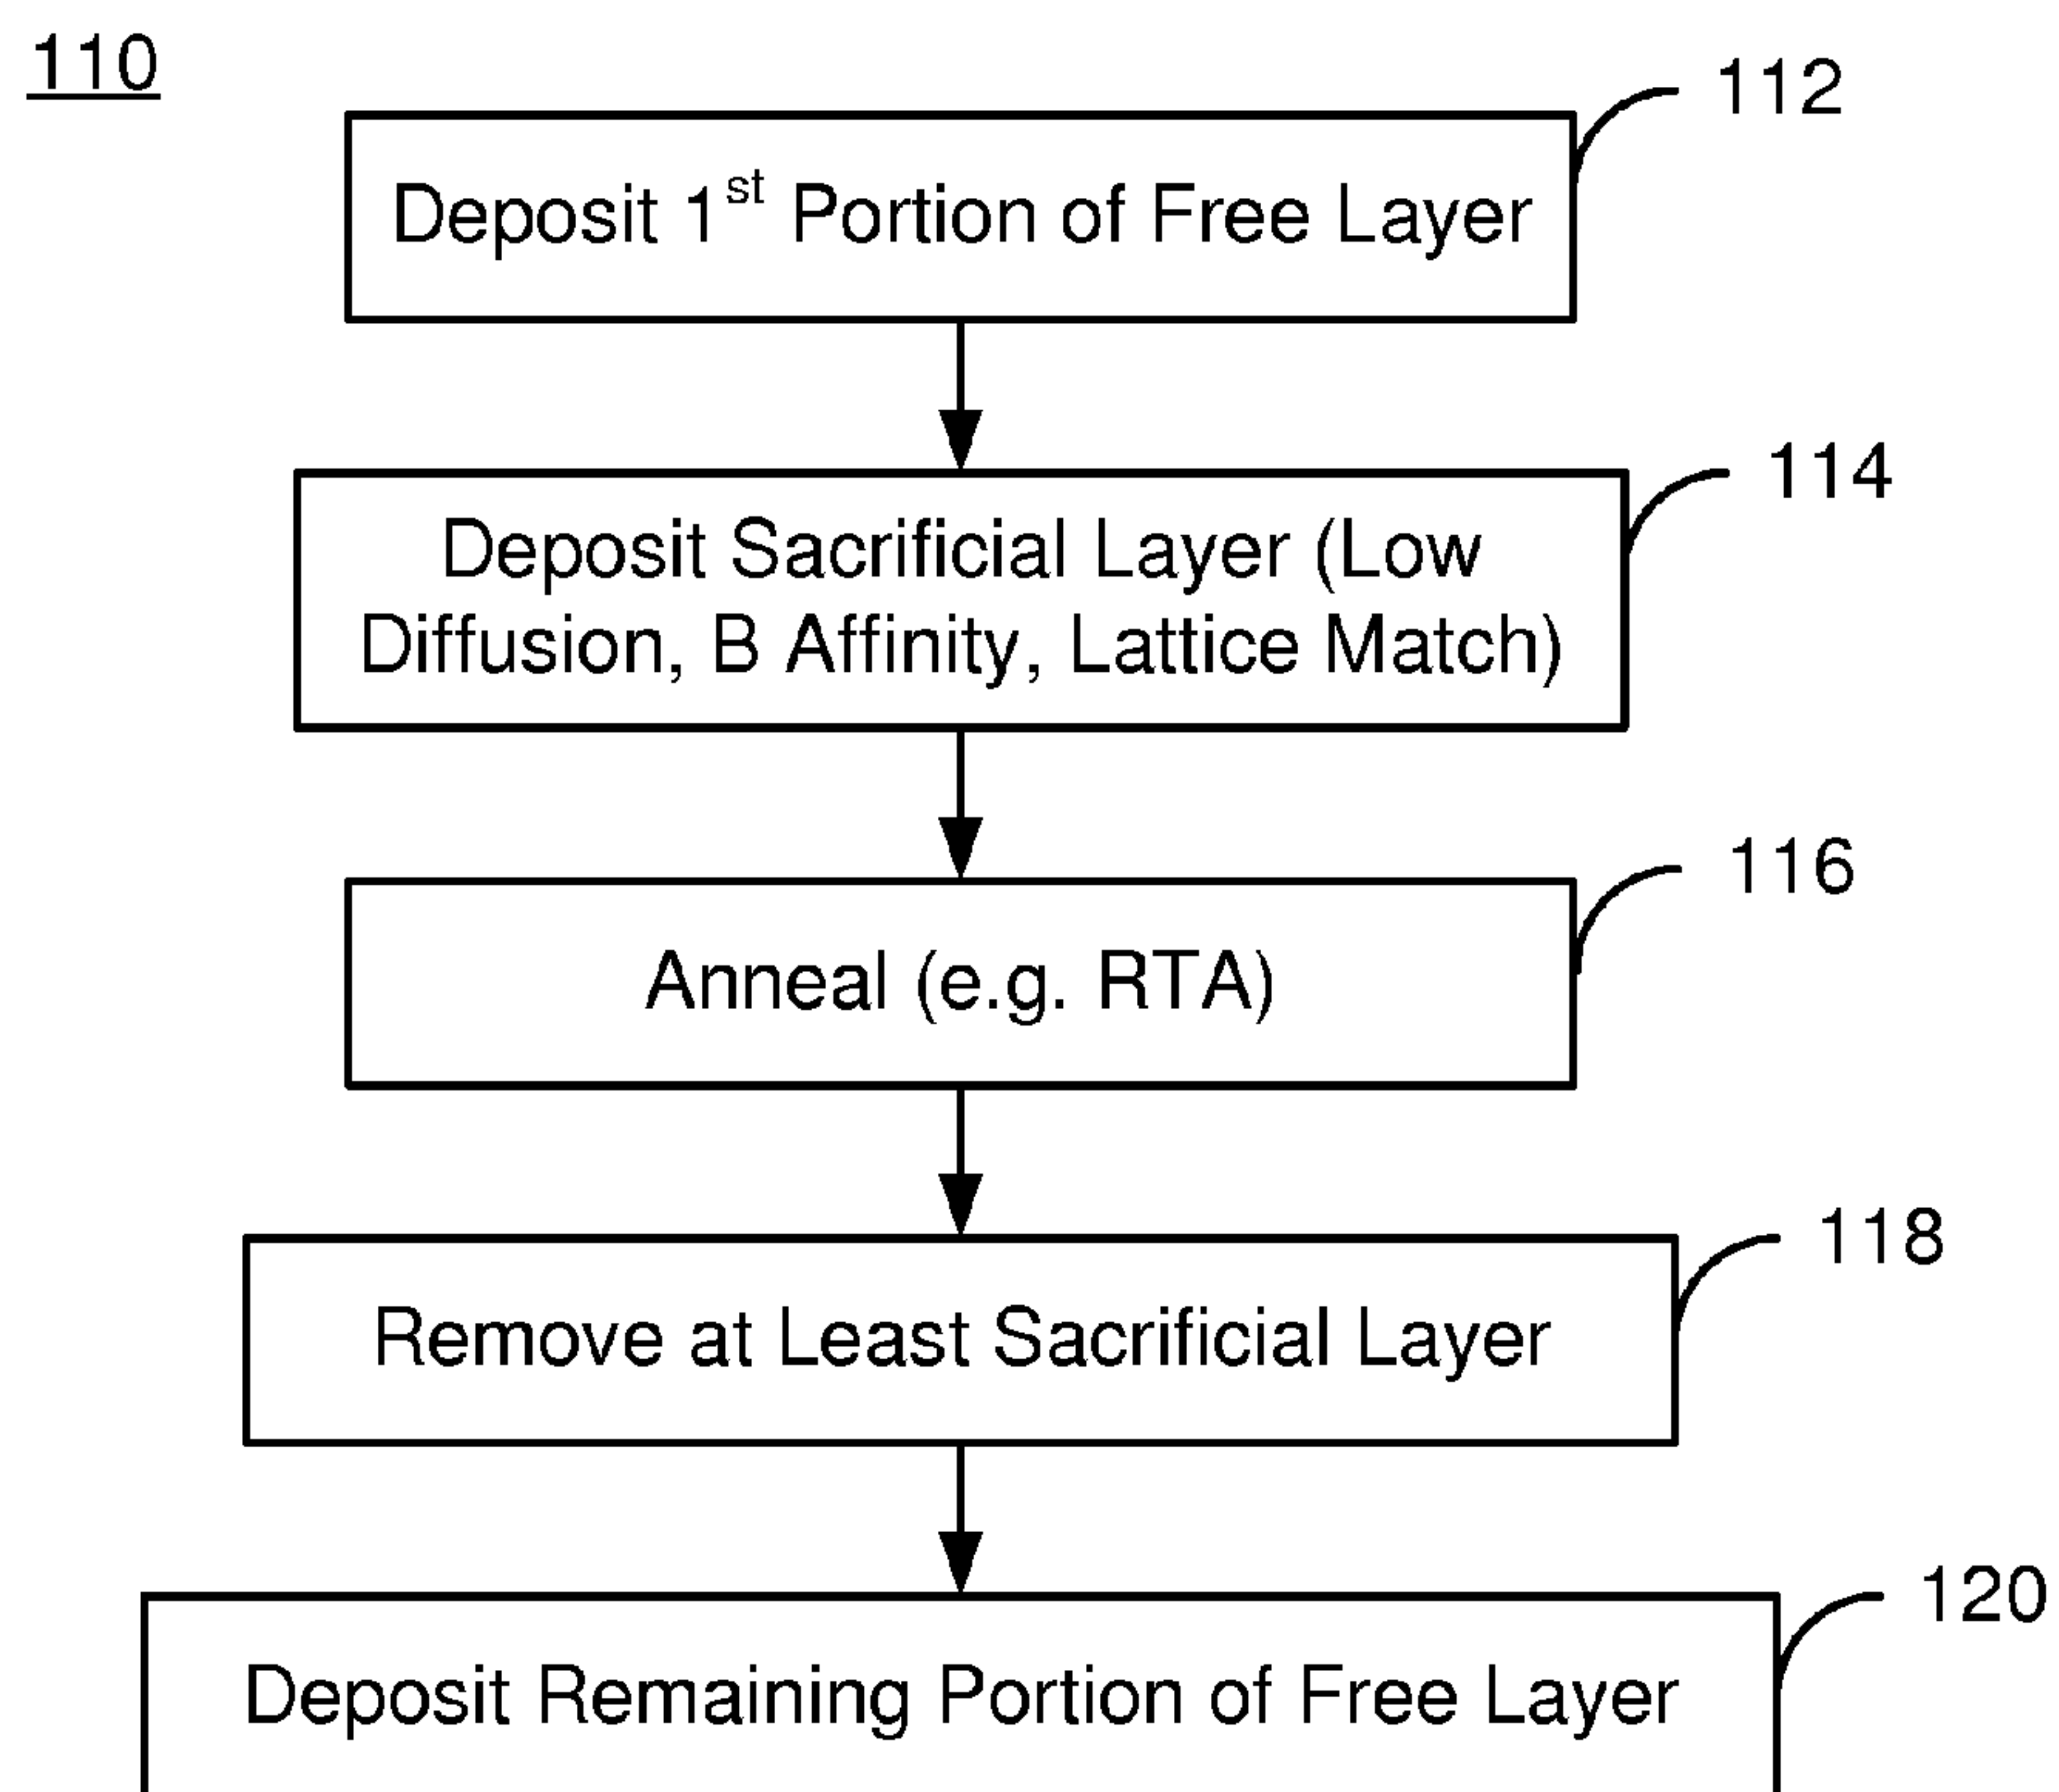 110
112
Deposit 1st Portion of Free Layer
114
Deposit Sacrificial Layer (Low
Diffusion, B Affinity, Lattice Match)
116
Anneal (e.g. RTA)
118
Remove at Least Sacrificial Layer
120
Deposit Remaining Portion of Free Layer